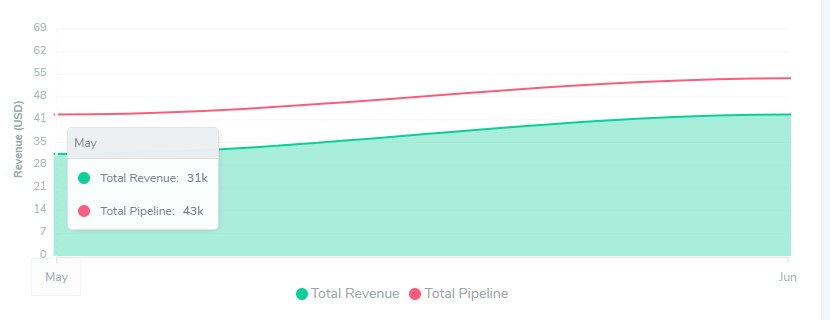 69
62
55
48
41
35
28
21
14
7
0
Revenue (USD)
May
Total Revenue: 31k
Total Pipeline: 43k
May Jun
Total Revenue Total Pipeline